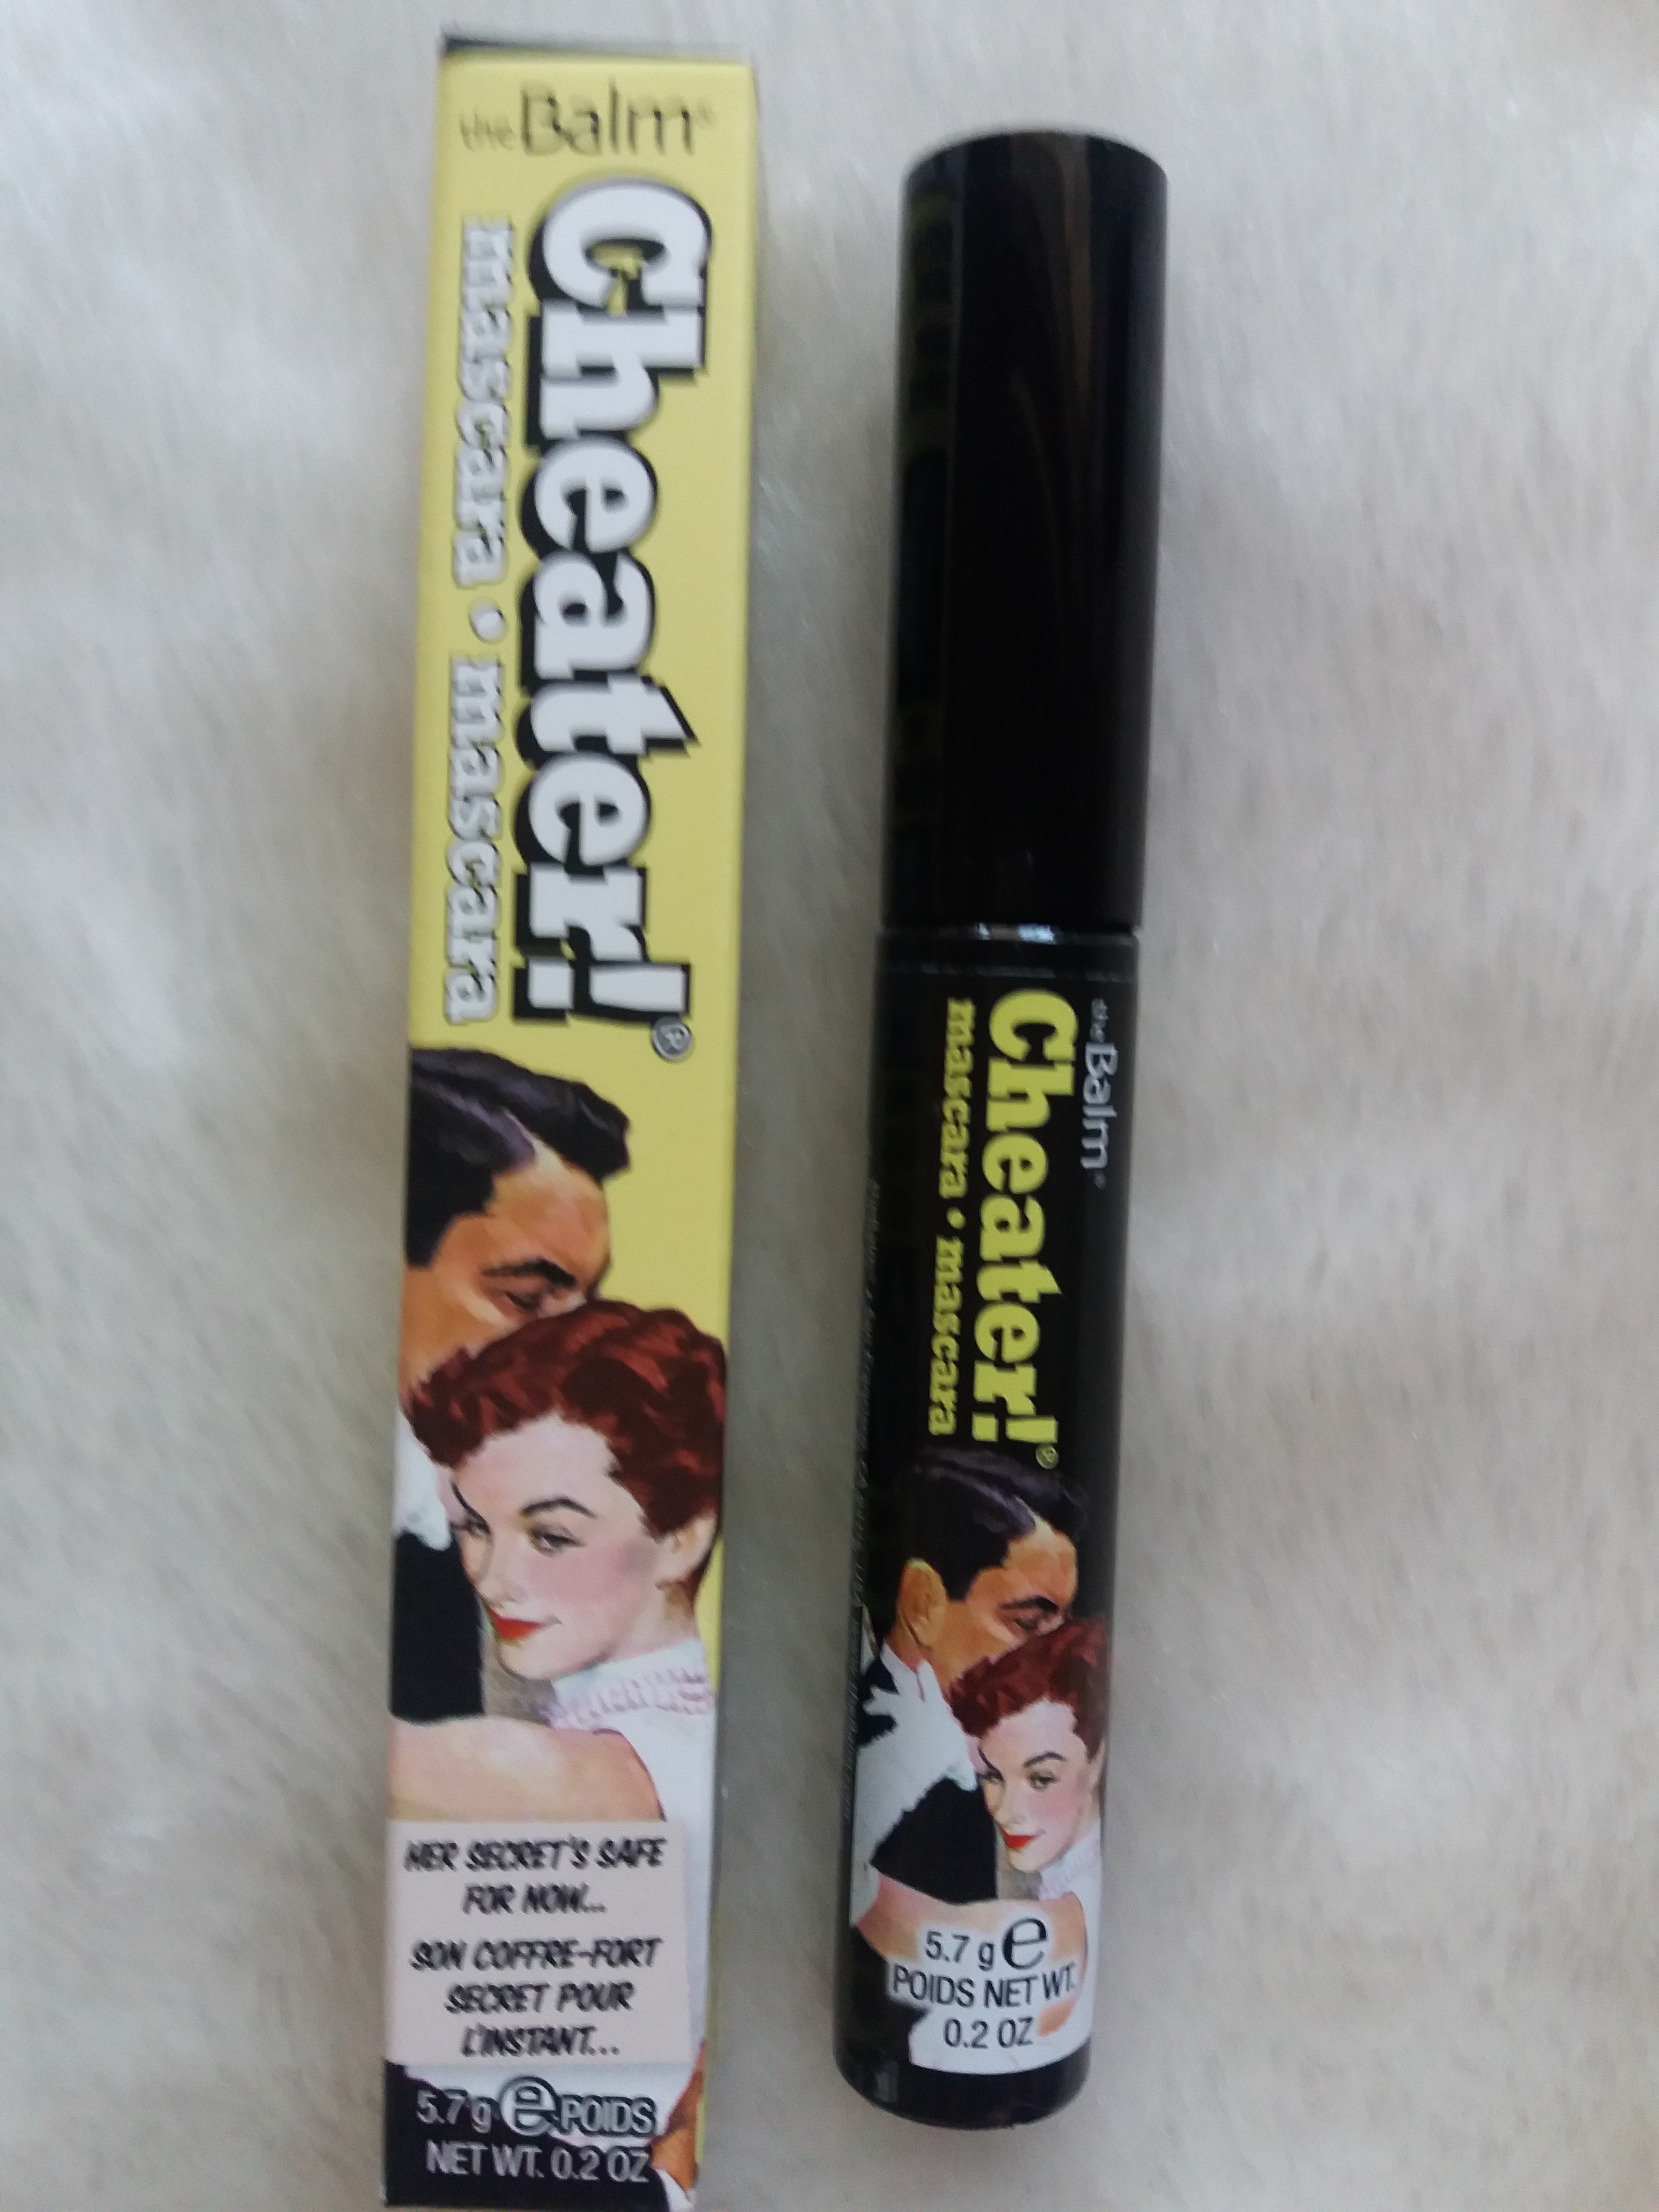 theBalm®
Cheater!®
mascara • mascara
HER SECRET'S SAFE
FOR NOW...
SON COFFRE-FORT
SECRET POUR
L'INSTANT...
5.7 g e POIDS
NET WT. 0.2 OZ
theBalm®
Cheater!®
mascara • mascara
5.7 g e
POIDS NET WT.
0.2 OZ